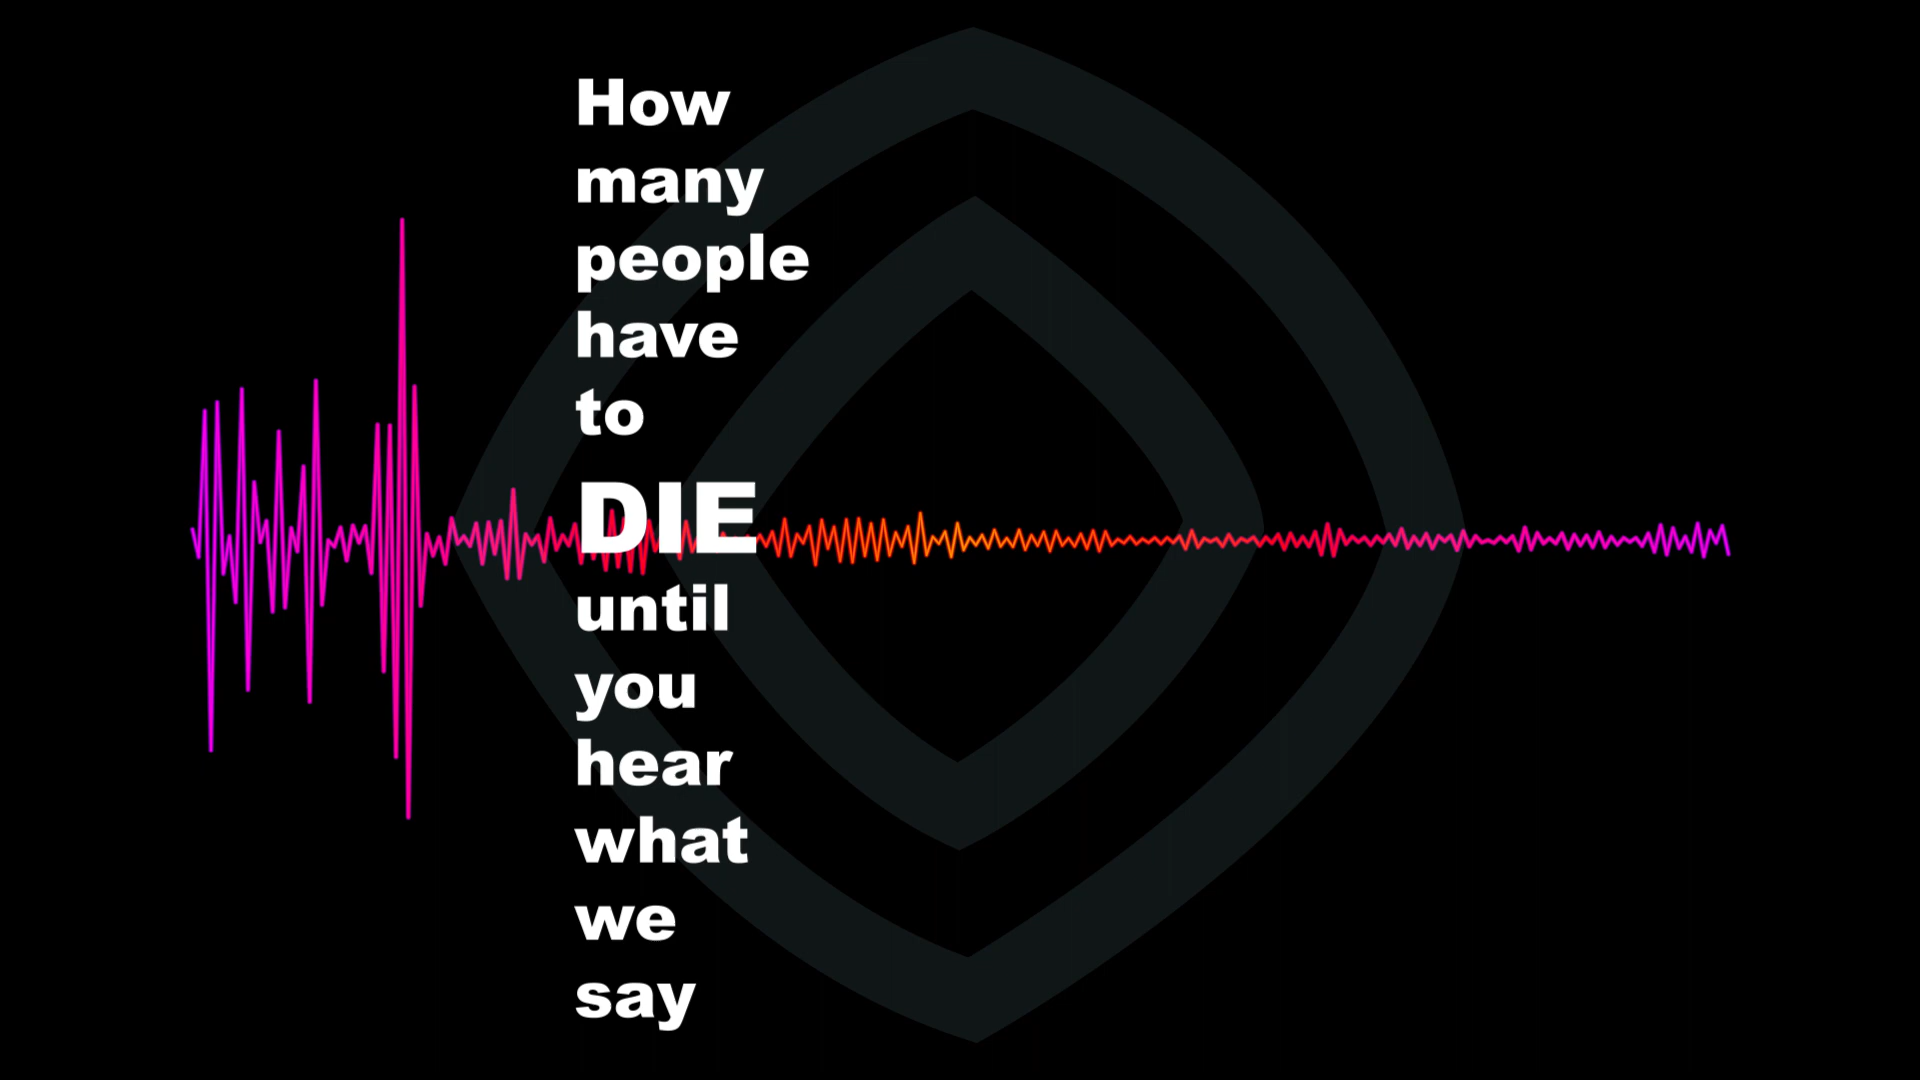 How
many
people
have
to
DIE
until
you
hear
what
we
say